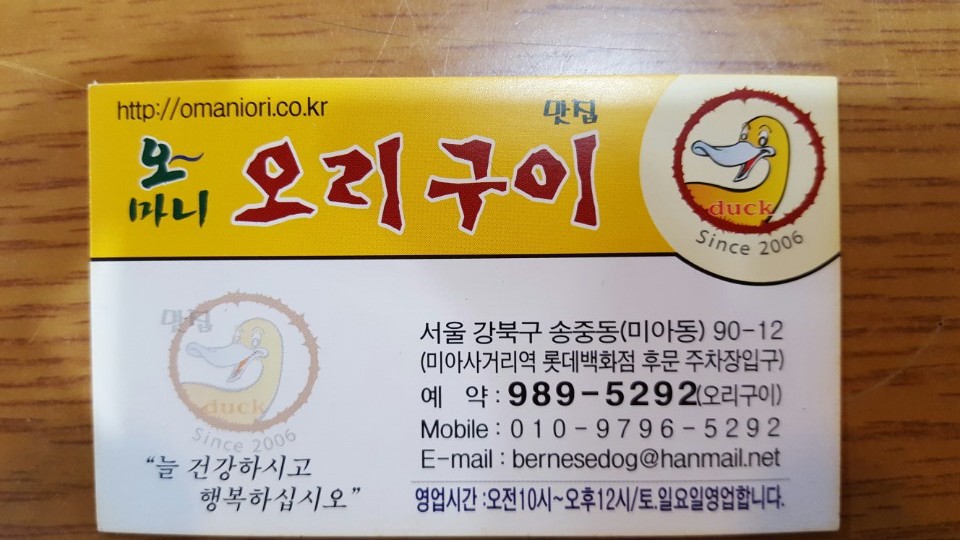 http://omaniori.co.kr
맛집
오~
마니
오리구이
duck
Since 2006
맛집
duck
Since 2006
"늘 건강하시고
행복하십시오"
서울 강북구 송중동(미아동) 90-12
(미아사거리역 롯데백화점 후문 주차장입구)
예 약 : 989-5292(오리구이)
Mobile : 010-9796-5292
E-mail : bernesedog@hanmail.net
영업시간 :오전10시~오후12시/토.일요일영업합니다.